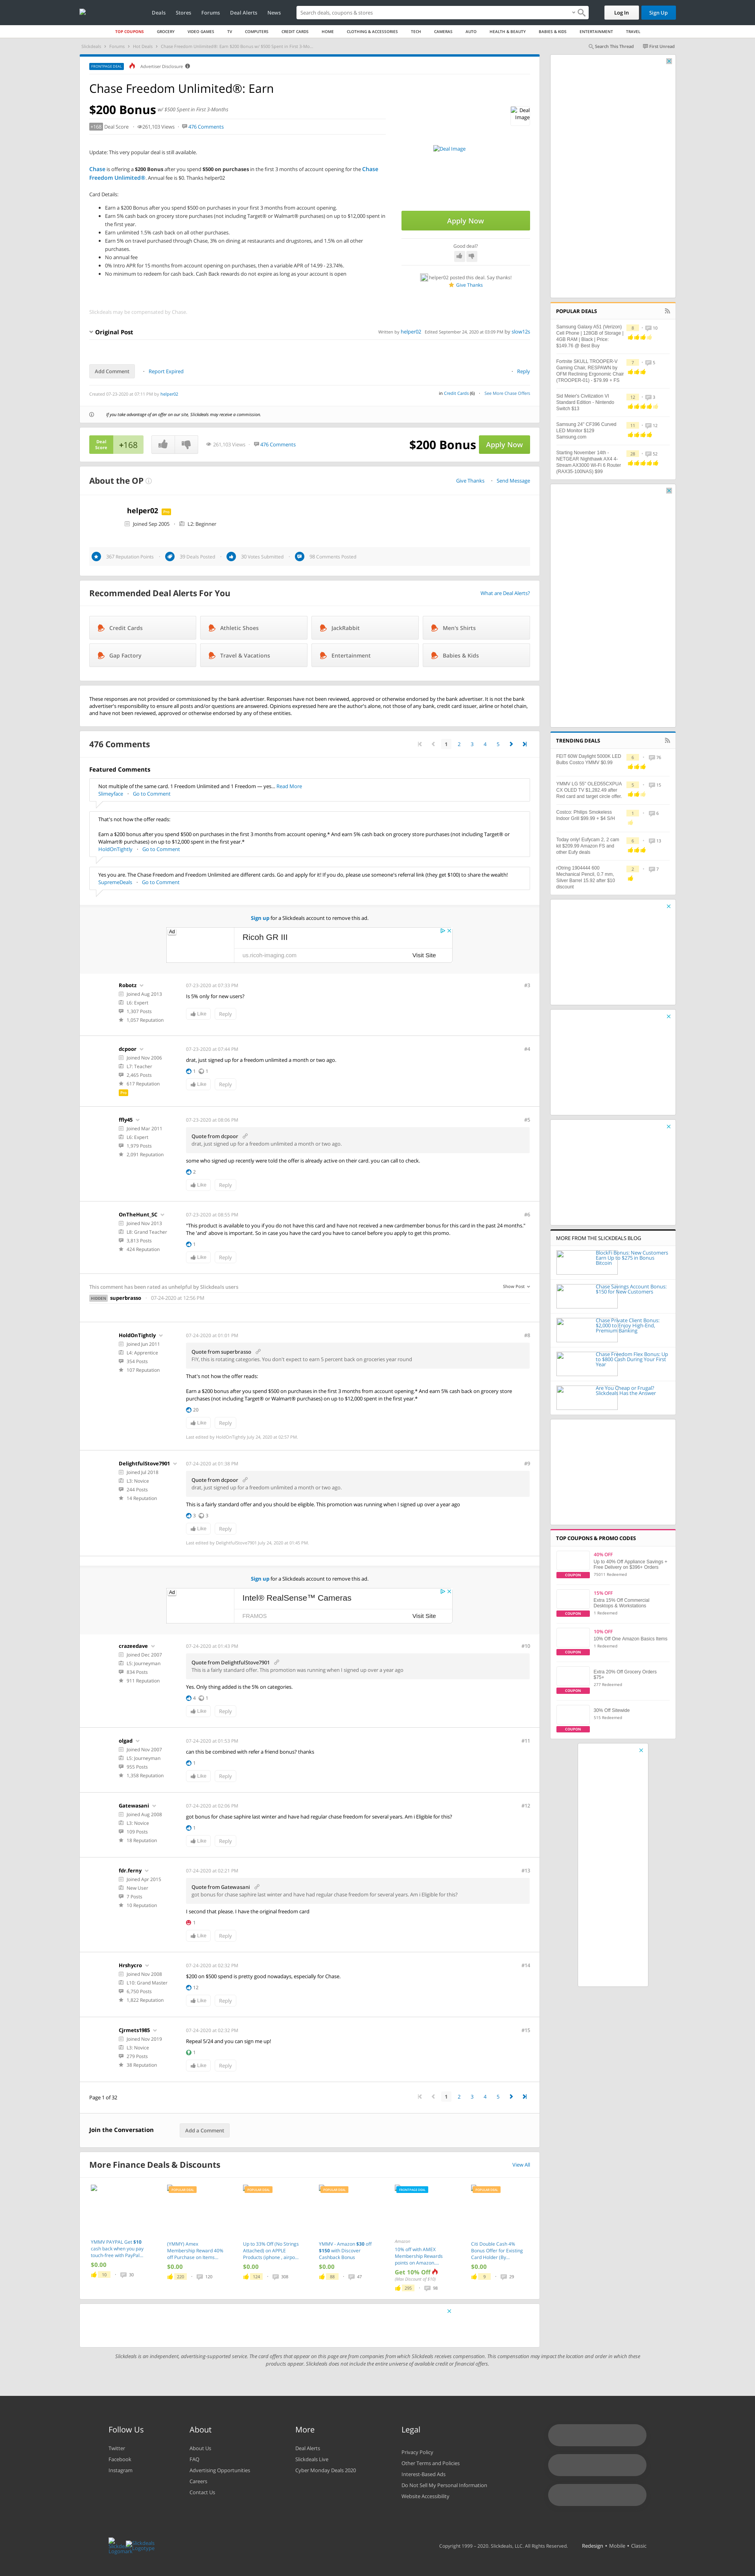 Deals Stores Forums Deal Alerts News
Search deals, coupons & stores
Log In
Sign Up
TOP COUPONS GROCERY VIDEO GAMES TV COMPUTERS CREDIT CARDS HOME CLOTHING & ACCESSORIES TECH CAMERAS AUTO HEALTH & BEAUTY BABIES & KIDS ENTERTAINMENT TRAVEL
Slickdeals Forums Hot Deals Chase Freedom Unlimited®: Earn $200 Bonus w/ $500 Spent in First 3 Mo...
Search This Thread First Unread
FRONTPAGE DEAL Advertiser Disclosure
Chase Freedom Unlimited®: Earn
$200 Bonus w/ $500 Spent in First 3 Months
+168 Deal Score 261,103 Views 476 Comments
Deal Image
Update: This very popular deal is still available.
Chase is offering a $200 Bonus after you spend $500 on purchases in the first 3 months of account opening for the Chase
Freedom Unlimited®. Annual fee is $0. Thanks helper02
Card Details:
Earn a $200 Bonus after you spend $500 on purchases in your first 3 months from account opening.
Earn 5% cash back on grocery store purchases (not including Target® or Walmart® purchases) on up to $12,000 spent in
the first year.
Earn unlimited 1.5% cash back on all other purchases.
Earn 5% on travel purchased through Chase, 3% on dining at restaurants and drugstores, and 1.5% on all other
purchases.
No annual fee
0% Intro APR for 15 months from account opening on purchases, then a variable APR of 14.99 - 23.74%.
No minimum to redeem for cash back. Cash Back rewards do not expire as long as your account is open
Deal Image
Apply Now
Good deal?
helper02 posted this deal. Say thanks!
Give Thanks
Slickdeals may be compensated by Chase
Original Post
Written by helper02 Edited September 24, 2020 at 03:09 PM by slow12s
Add Comment Report Expired
Reply
Created 07-23-2020 at 07:11 PM by helper02
in Credit Cards (6) See More Chase Offers
If you take advantage of an offer on our site, Slickdeals may receive a commission.
Deal Score +168 261,103 Views 476 Comments
$200 Bonus Apply Now
About the OP
Give Thanks Send Message
helper02 Pro
Joined Sep 2005 L2: Beginner
367 Reputation Points 39 Deals Posted 30 Votes Submitted 98 Comments Posted
Recommended Deal Alerts For You
What are Deal Alerts?
Credit Cards Athletic Shoes JackRabbit Men's Shirts
Gap Factory Travel & Vacations Entertainment Babies & Kids
These responses are not provided or commissioned by the bank advertiser. Responses have not been reviewed, approved or otherwise endorsed by the bank advertiser. It is not the bank
advertiser's responsibility to ensure all posts and/or questions are answered. Opinions expressed here are the author's alone, not those of any bank, credit card issuer, airline or hotel chain,
and have not been reviewed, approved or otherwise endorsed by any of these entities.
476 Comments
1 2 3 4 5
Featured Comments
Not multiple of the same card. 1 Freedom Unlimited and 1 Freedom — yes... Read More
Slimeyface Go to Comment
That's not how the offer reads:
Earn a $200 bonus after you spend $500 on purchases in the first 3 months from account opening.* And earn 5% cash back on grocery store purchases (not including Target® or
Walmart® purchases) on up to $12,000 spent in the first year.*
HoldOnTightly Go to Comment
Yes you are. The Chase Freedom and Freedom Unlimited are different cards. Go and apply for it! If you do, please use someone's referral link (they get $100) to share the wealth!
SupremeDeals Go to Comment
Sign up for a Slickdeals account to remove this ad.
Ad
Ricoh GR III
us.ricoh-imaging.com
Visit Site
Robotz
Joined Aug 2013
L6: Expert
1,307 Posts
1,057 Reputation
07-23-2020 at 07:33 PM #3
Is 5% only for new users?
Like Reply
dcpoor
Joined Nov 2006
L7: Teacher
2,465 Posts
617 Reputation
Pro
07-23-2020 at 07:44 PM #4
drat, just signed up for a freedom unlimited a month or two ago.
1 1
Like Reply
ffly45
Joined Mar 2011
L6: Expert
1,979 Posts
2,091 Reputation
07-23-2020 at 08:06 PM #5
Quote from dcpoor
drat, just signed up for a freedom unlimited a month or two ago.
some who signed up recently were told the offer is already active on their card. you can call to check.
2
Like Reply
OnTheHunt_SC
Joined Nov 2013
L8: Grand Teacher
3,813 Posts
424 Reputation
07-23-2020 at 08:55 PM #6
"This product is available to you if you do not have this card and have not received a new cardmember bonus for this card in the past 24 months."
The 'and' above is important. So in case you have the card you have to cancel before you apply to get this promo.
1
Like Reply
This comment has been rated as unhelpful by Slickdeals users Show Post
HIDDEN superbrasso 07-24-2020 at 12:56 PM
HoldOnTightly
Joined Jun 2011
L4: Apprentice
354 Posts
107 Reputation
07-24-2020 at 01:01 PM #8
Quote from superbrasso
FIY, this is rotating categories. You don't expect to earn 5 percent back on groceries year round
That's not how the offer reads:
Earn a $200 bonus after you spend $500 on purchases in the first 3 months from account opening.* And earn 5% cash back on grocery store
purchases (not including Target® or Walmart® purchases) on up to $12,000 spent in the first year.*
20
Like Reply
Last edited by HoldOnTightly July 24, 2020 at 02:57 PM.
DelightfulStove7901
Joined Jul 2018
L3: Novice
244 Posts
14 Reputation
07-24-2020 at 01:38 PM #9
Quote from dcpoor
drat, just signed up for a freedom unlimited a month or two ago.
This is a fairly standard offer and you should be eligible. This promotion was running when I signed up over a year ago
3 3
Like Reply
Last edited by DelightfulStove7901 July 24, 2020 at 01:45 PM.
Sign up for a Slickdeals account to remove this ad.
Ad
Intel® RealSense™ Cameras
FRAMOS
Visit Site
crazeedave
Joined Dec 2007
L5: Journeyman
834 Posts
911 Reputation
07-24-2020 at 01:43 PM #10
Quote from DelightfulStove7901
This is a fairly standard offer. This promotion was running when I signed up over a year ago
Yes. Only thing added is the 5% on categories.
4 1
Like Reply
olgad
Joined Nov 2007
L5: Journeyman
955 Posts
1,358 Reputation
07-24-2020 at 01:53 PM #11
can this be combined with refer a friend bonus? thanks
1
Like Reply
Gatewasani
Joined Aug 2008
L3: Novice
109 Posts
18 Reputation
07-24-2020 at 02:06 PM #12
got bonus for chase saphire last winter and have had regular chase freedom for several years. Am i Eligible for this?
1
Like Reply
fdr.ferny
Joined Apr 2015
New User
7 Posts
10 Reputation
07-24-2020 at 02:21 PM #13
Quote from Gatewasani
got bonus for chase saphire last winter and have had regular chase freedom for several years. Am i Eligible for this?
I second that please. I have the original freedom card
1
Like Reply
Hrshycro
Joined Nov 2008
L10: Grand Master
6,750 Posts
1,822 Reputation
07-24-2020 at 02:32 PM #14
$200 on $500 spend is pretty good nowadays, especially for Chase.
12
Like Reply
Cjrmets1985
Joined Nov 2019
L3: Novice
279 Posts
38 Reputation
07-24-2020 at 02:32 PM #15
Repeal 5/24 and you can sign me up!
1
Like Reply
Page 1 of 32
1 2 3 4 5
Join the Conversation Add a Comment
More Finance Deals & Discounts View All
YMMV PAYPAL Get $10 cash back when you pay touch-free with PayPal...
$0.00
10 30
POPULAR DEAL
(YMMV) Amex Membership Reward 40% off Purchase on items...
$0.00
220 120
POPULAR DEAL
Up to 33% Off (No Strings Attached) on APPLE Products (iphone , airpo...
$0.00
124 308
POPULAR DEAL
YMMV - Amazon $30 off $150 with Discover Cashback Bonus
$0.00
88 47
FRONTPAGE DEAL
Amazon
10% off with AMEX Membership Rewards points on Amazon,...
Get 10% Off
(Max Discount of $10)
295 98
POPULAR DEAL
Citi Double Cash 4% Bonus Offer for Existing Card Holder (By...
$0.00
9 29
Slickdeals is an independent, advertising-supported service. The card offers that appear on this page are from companies from which Slickdeals receives compensation. This compensation may impact the location and order in which these
products appear. Slickdeals does not include the entire universe of available credit or financial offers.
POPULAR DEALS
Samsung Galaxy A51 (Verizon) Cell Phone | 128GB of Storage | 4GB RAM | Black | Price: $149.76 @ Best Buy
8 10
Fortnite SKULL TROOPER-V Gaming Chair, RESPAWN by OFM Reclining Ergonomic Chair (TROOPER-01) - $79.98 + FS
7 5
Sid Meier's Civilization VI Standard Edition - Nintendo Switch $13
12 3
Samsung 24" CF396 Curved LED Monitor $129 Samsung.com
11 12
Starting November 14th - NETGEAR Nighthawk AX4 4-Stream AX3000 Wi-Fi 6 Router (RAX35-100NAS) $99
28 52
TRENDING DEALS
FEIT 60W Daylight 5000K LED Bulbs Costco YMMV $0.99
6 76
YMMV LG 55" OLED55CXPUA CX OLED TV $1,282.49 after Red card and target circle offer.
5 15
Costco: Philips Smokeless Indoor Grill $99.99 + $4 S/H
1 6
Today only! Eufycam 2, 2 cam kit $209.99 Amazon FS and other Eufy deals
6 13
rOtring 1904444 600 Mechanical Pencil, 0.7 mm, Silver Barrel 15.92 after $10 discount
2 7
MORE FROM THE SLICKDEALS BLOG
BlockFi Bonus: New Customers Earn Up to $275 in Bonus Bitcoin
Chase Savings Account Bonus: $150 for New Customers
Chase Private Client Bonus: $2,000 to Enjoy High-End, Premium Banking
Chase Freedom Flex Bonus: Up to $800 Cash During Your First Year
Are You Cheap or Frugal? Slickdeals Has the Answer
TOP COUPONS & PROMO CODES
40% OFF
Up to 40% Off Appliance Savings + Free Delivery on $396+ Orders
COUPON 75011 Redeemed
15% OFF
Extra 15% Off Commercial Desktops & Workstations
COUPON 1 Redeemed
10% OFF
10% Off One Amazon Basics Items
COUPON 1 Redeemed
Extra 20% Off Grocery Orders $75+
COUPON 277 Redeemed
30% Off Sitewide
COUPON 515 Redeemed
Follow Us
Twitter
Facebook
Instagram
About
About Us
FAQ
Advertising Opportunities
Careers
Contact Us
More
Deal Alerts
Slickdeals Live
Cyber Monday Deals 2020
Legal
Privacy Policy
Other Terms and Policies
Interest-Based Ads
Do Not Sell My Personal Information
Website Accessibility
Copyright 1999 – 2020. Slickdeals, LLC. All Rights Reserved. Redesign • Mobile • Classic